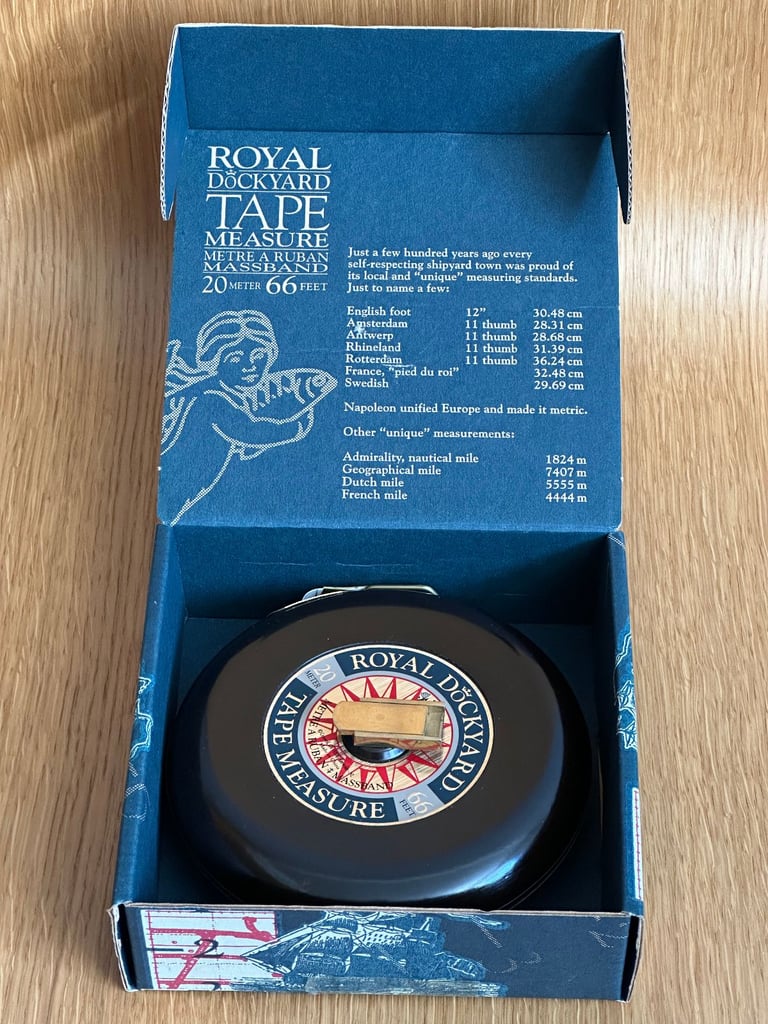 ROYAL
DOCKYARD
TAPE
MEASURE
METRE A RUBAN
MASSBAND
20 METER 66 FEET
Just a few hundred years ago every
self-respecting shipyard town was proud of
its local and “unique” measuring standards.
Just to name a few:
English foot 12” 30.48 cm
Amsterdam 11 thumb 28.31 cm
Antwerp 11 thumb 28.68 cm
Rhineland 11 thumb 31.39 cm
Rotterdam 11 thumb 36.24 cm
France, “pied du roi” 32.48 cm
Swedish 29.69 cm
Napoleon unified Europe and made it metric.
Other “unique” measurements:
Admirality, nautical mile 1824 m
Geographical mile 7407 m
Dutch mile 5555 m
French mile 4444 m
20 METER
ROYAL DOCKYARD
TAPE MEASURE
METRE A RUBAN
MASSBAND
66 FEET
2